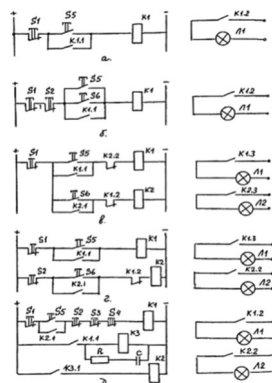 + S1 S5 K1 − K1.2
K1.1 Л1
а.
+ S1 S2 S5 K1 − K1.2
S6
K1.1 Л1
б.
+ S1 S5 K2.2 K1 − K1.3
K1.1 Л1
S6 K1.2 K2 K2.3
K2.1 Л2
в.
S1 S5 K1 K1.3
K1.1 Л1
S2 S6 K1.2 K2 K2.2
K2.1 Л2
г.
S1 S5 S2 S3 S4 K1 K1.2
K2.1 K1.1 K3 Л1
R C K2.2
K3.1 K2 Л2